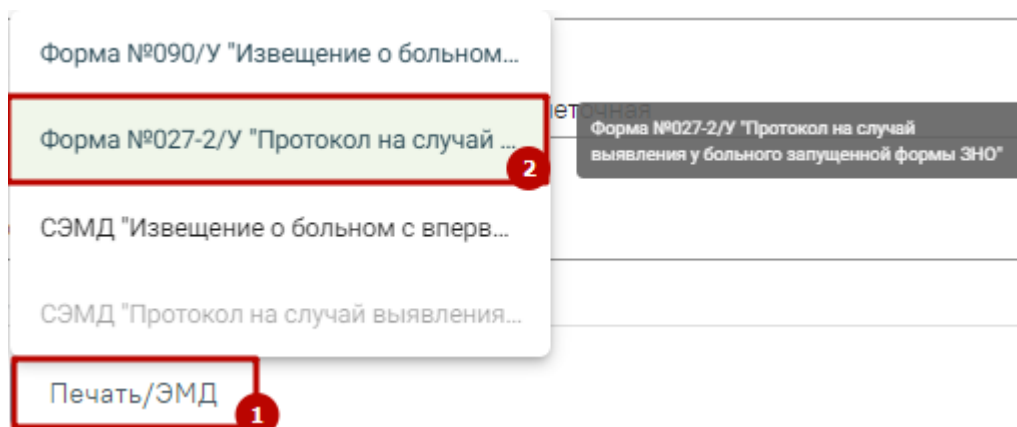 Форма №090/У "Извещение о больном...
Форма №027-2/У "Протокол на случай ...
2
Форма №027-2/У "Протокол на случай
выявления у больного запущенной формы ЗНО"
СЭМД "Извещение о больном с вперв...
СЭМД "Протокол на случай выявления...
Печать/ЭМД
1